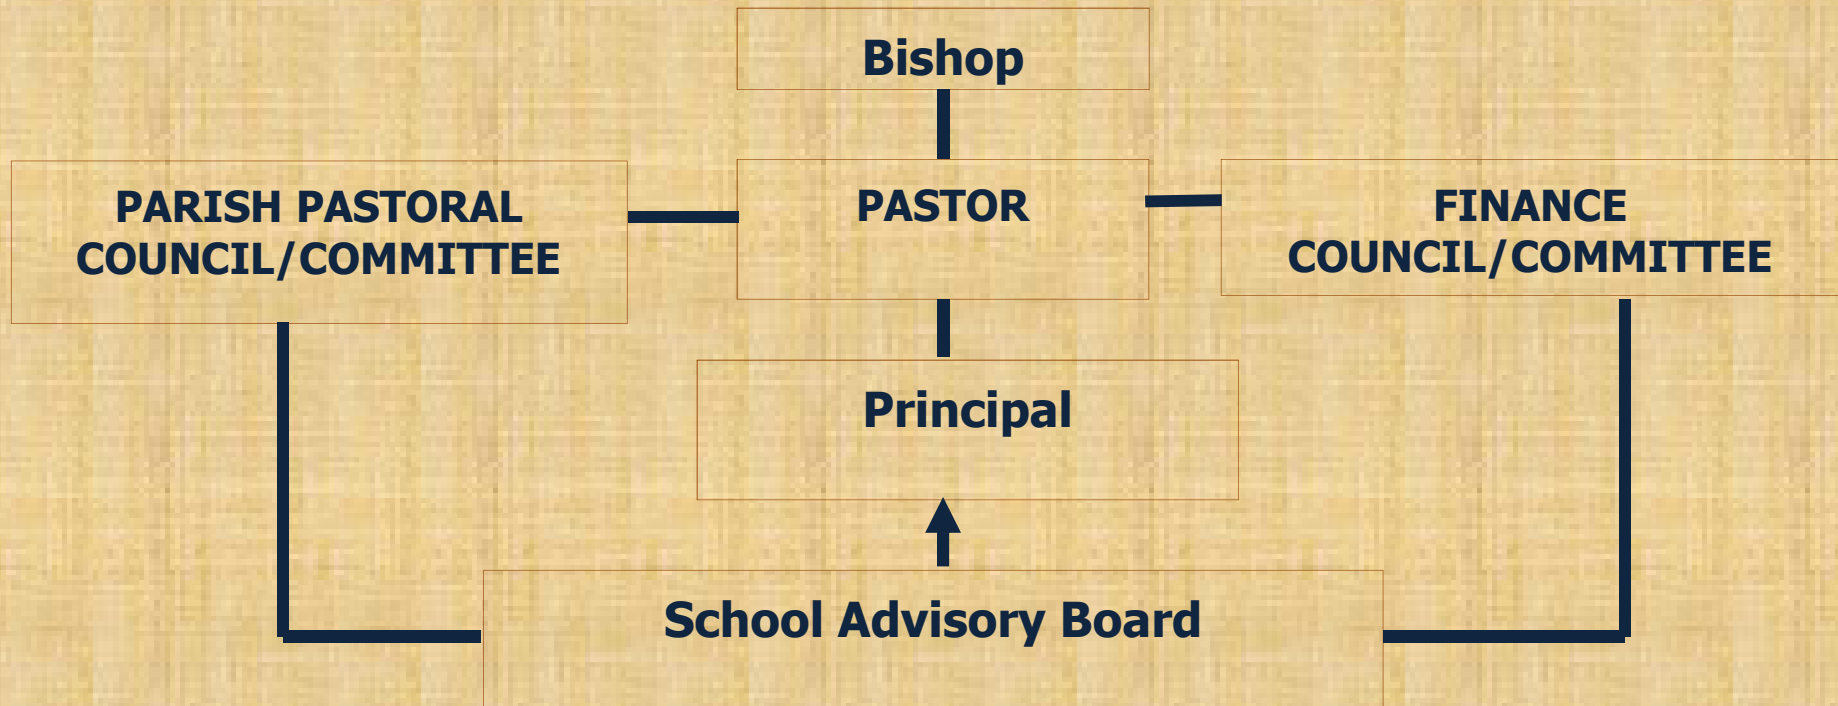 Bishop
PARISH PASTORAL
COUNCIL/COMMITTEE
PASTOR
FINANCE
COUNCIL/COMMITTEE
Principal
School Advisory Board